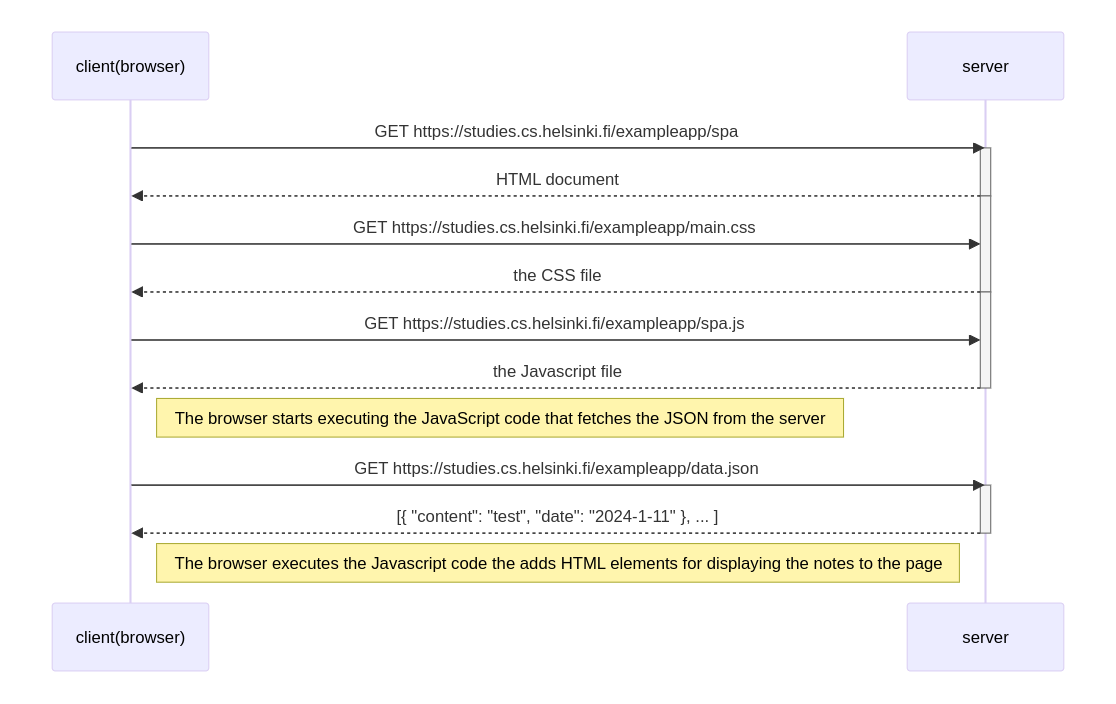 client(browser)
server
GET https://studies.cs.helsinki.fi/exampleapp/spa
HTML document
GET https://studies.cs.helsinki.fi/exampleapp/main.css
the CSS file
GET https://studies.cs.helsinki.fi/exampleapp/spa.js
the Javascript file
The browser starts executing the JavaScript code that fetches the JSON from the server
GET https://studies.cs.helsinki.fi/exampleapp/data.json
[{ "content": "test", "date": "2024-1-11" }, ... ]
The browser executes the Javascript code the adds HTML elements for displaying the notes to the page
client(browser)
server